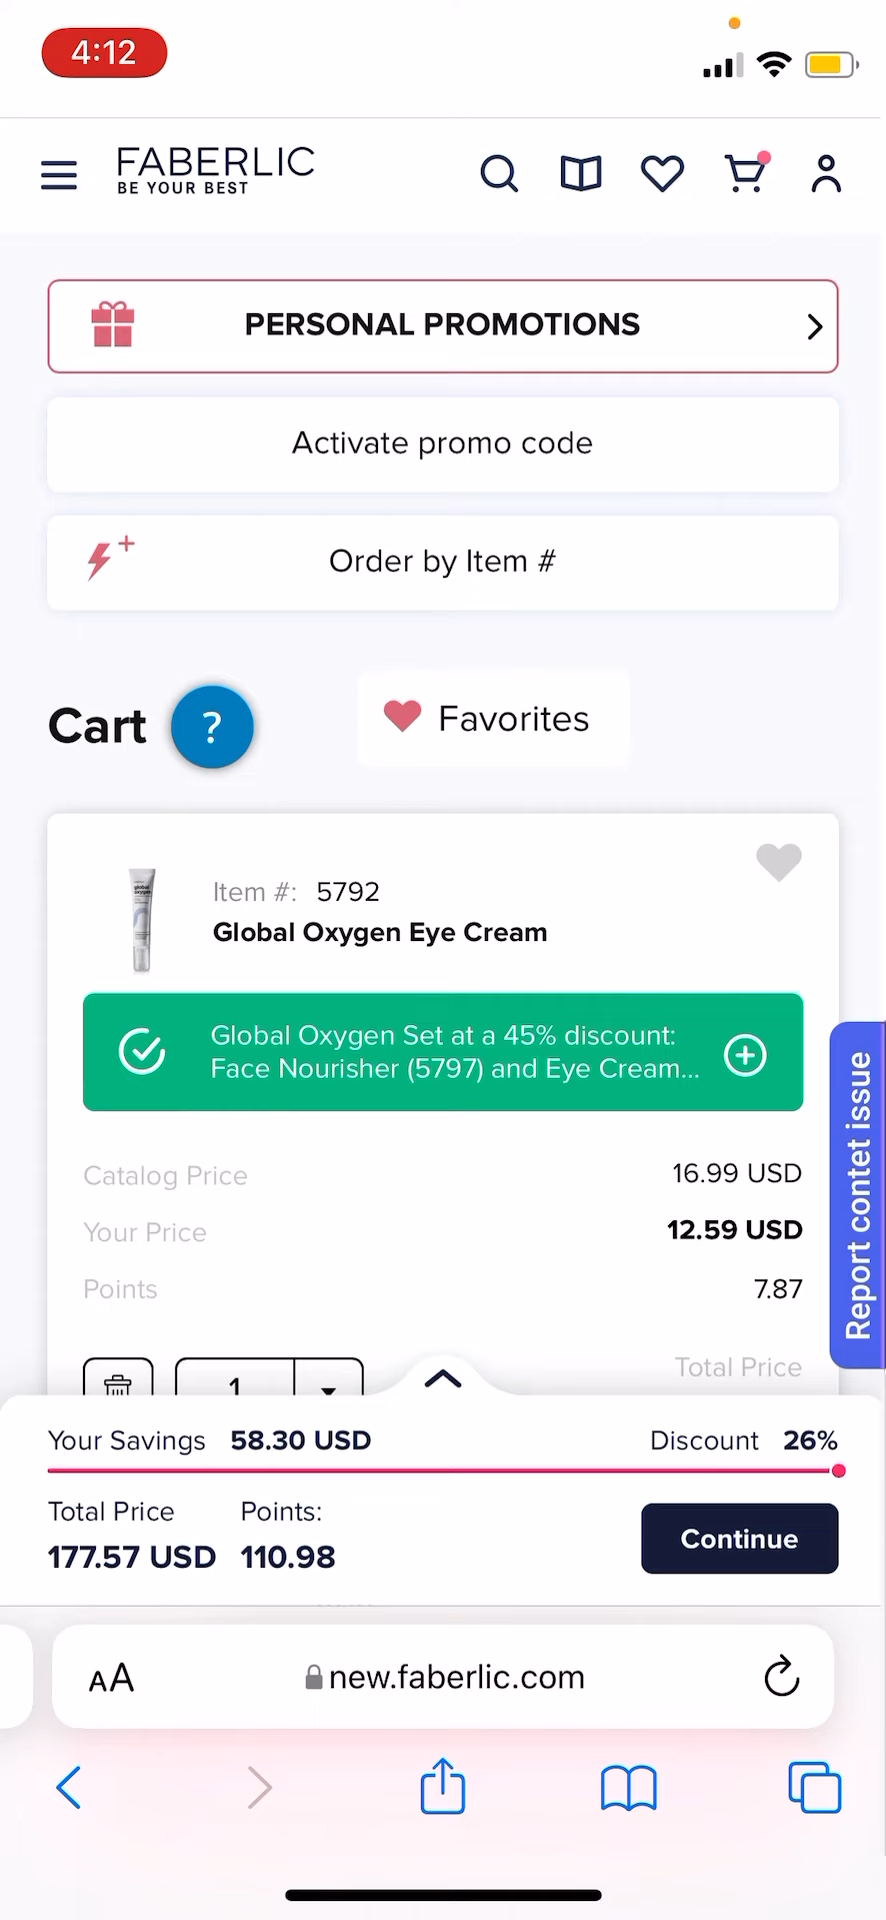 4:12
FABERLIC
BE YOUR BEST
PERSONAL PROMOTIONS
Activate promo code
Order by Item #
Cart ? Favorites
Item #: 5792
Global Oxygen Eye Cream
Global Oxygen Set at a 45% discount:
Face Nourisher (5797) and Eye Cream...
Catalog Price 16.99 USD
Your Price 12.59 USD
Points 7.87
Report contet issue
1 Total Price
Your Savings 58.30 USD Discount 26%
Total Price Points:
177.57 USD 110.98
Continue
AA new.faberlic.com